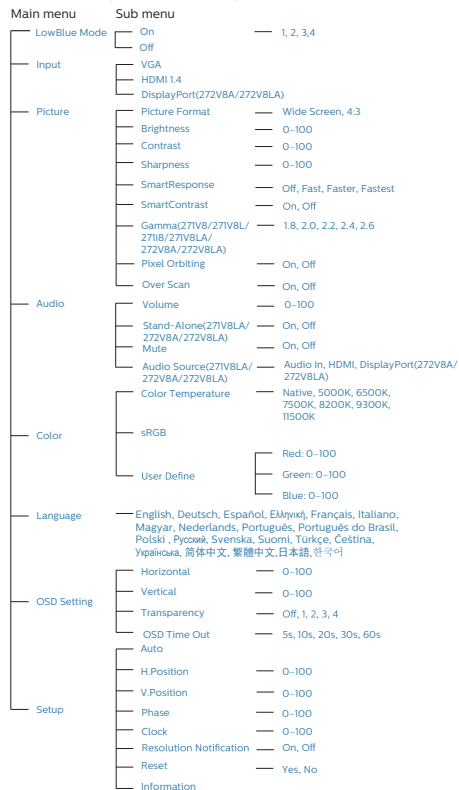 Main menu Sub menu
LowBlue Mode On 1, 2, 3,4
Off
Input VGA
HDMI 1.4
DisplayPort(272V8A/272V8LA)
Picture Picture Format Wide Screen, 4:3
Brightness 0-100
Contrast 0-100
Sharpness 0-100
SmartResponse Off, Fast, Faster, Fastest
SmartContrast On, Off
Gamma(271V8/271V8L/ 1.8, 2.0, 2.2, 2.4, 2.6
271i8/271V8LA/
272V8A/272V8LA)
Pixel Orbiting On, Off
Over Scan On, Off
Audio Volume 0-100
Stand-Alone(271V8LA/ On, Off
272V8A/272V8LA)
Mute On, Off
Audio Source(271V8LA/ Audio In, HDMI, DisplayPort(272V8A/
272V8A/272V8LA) 272V8LA)
Color Temperature Native, 5000K, 6500K,
7500K, 8200K, 9300K,
11500K
Color sRGB
Red: 0-100
User Define Green: 0-100
Blue: 0-100
Language English, Deutsch, Español, Ελληνική, Français, Italiano,
Magyar, Nederlands, Português, Português do Brasil,
Polski , Русский, Svenska, Suomi, Türkçe, Čeština,
Українська, 简体中文, 繁體中文,日本語,한국어
Horizontal 0-100
OSD Setting Vertical 0-100
Transparency Off, 1, 2, 3, 4
OSD Time Out 5s, 10s, 20s, 30s, 60s
Auto
H.Position 0-100
V.Position 0-100
Setup Phase 0-100
Clock 0-100
Resolution Notification On, Off
Reset Yes, No
Information